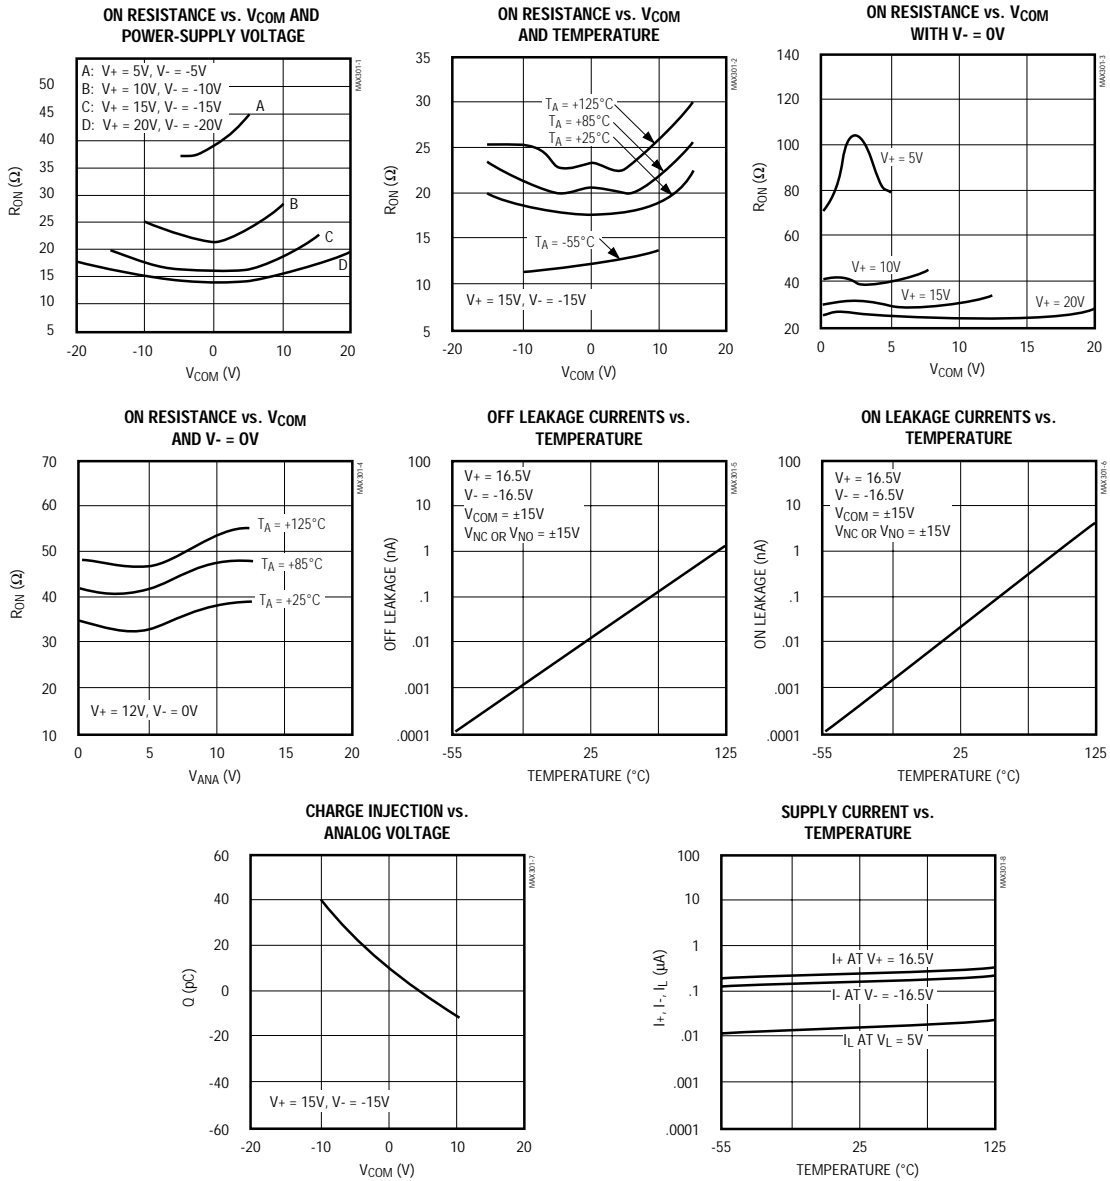 ON RESISTANCE vs. VCOM AND
POWER-SUPPLY VOLTAGE
MAX301-1
A: V+ = 5V, V- = -5V
B: V+ = 10V, V- = -10V
C: V+ = 15V, V- = -15V
D: V+ = 20V, V- = -20V
A
B
C
D
RON (Ω)
50
45
40
35
30
25
20
15
10
5
-20
-10
0
10
20
VCOM (V)
ON RESISTANCE vs. VCOM
AND TEMPERATURE
MAX301-2
TA = +125°C
TA = +85°C
TA = +25°C
TA = -55°C
V+ = 15V, V- = -15V
RON (Ω)
35
30
25
20
15
10
5
-20
-10
0
10
20
VCOM (V)
ON RESISTANCE vs. VCOM
WITH V- = 0V
MAX301-3
V+ = 5V
V+ = 10V
V+ = 15V
V+ = 20V
RON (Ω)
140
120
100
80
60
40
20
0
5
10
15
20
VCOM (V)
ON RESISTANCE vs. VCOM
AND V- = 0V
MAX301-4
TA = +125°C
TA = +85°C
TA = +25°C
V+ = 12V, V- = 0V
RON (Ω)
70
60
50
40
30
20
10
0
5
10
15
20
VANA (V)
OFF LEAKAGE CURRENTS vs.
TEMPERATURE
MAX301-5
V+ = 16.5V
V- = -16.5V
VCOM = ±15V
VNC OR VNO = ±15V
OFF LEAKAGE (nA)
100
10
1
.1
.01
.001
.0001
-55
25
125
TEMPERATURE (°C)
ON LEAKAGE CURRENTS vs.
TEMPERATURE
MAX301-6
V+ = 16.5V
V- = -16.5V
VCOM = ±15V
VNC OR VNO = ±15V
ON LEAKAGE (nA)
100
10
1
.1
.01
.001
.0001
-55
25
125
TEMPERATURE (°C)
CHARGE INJECTION vs.
ANALOG VOLTAGE
MAX301-7
V+ = 15V, V- = -15V
Q (pC)
60
40
20
0
-20
-40
-60
-20
-10
0
10
20
VCOM (V)
SUPPLY CURRENT vs.
TEMPERATURE
MAX301-8
I+ AT V+ = 16.5V
I- AT V- = -16.5V
IL AT VL = 5V
I+, I-, IL (µA)
100
10
1
.1
.01
.001
.0001
-55
25
125
TEMPERATURE (°C)